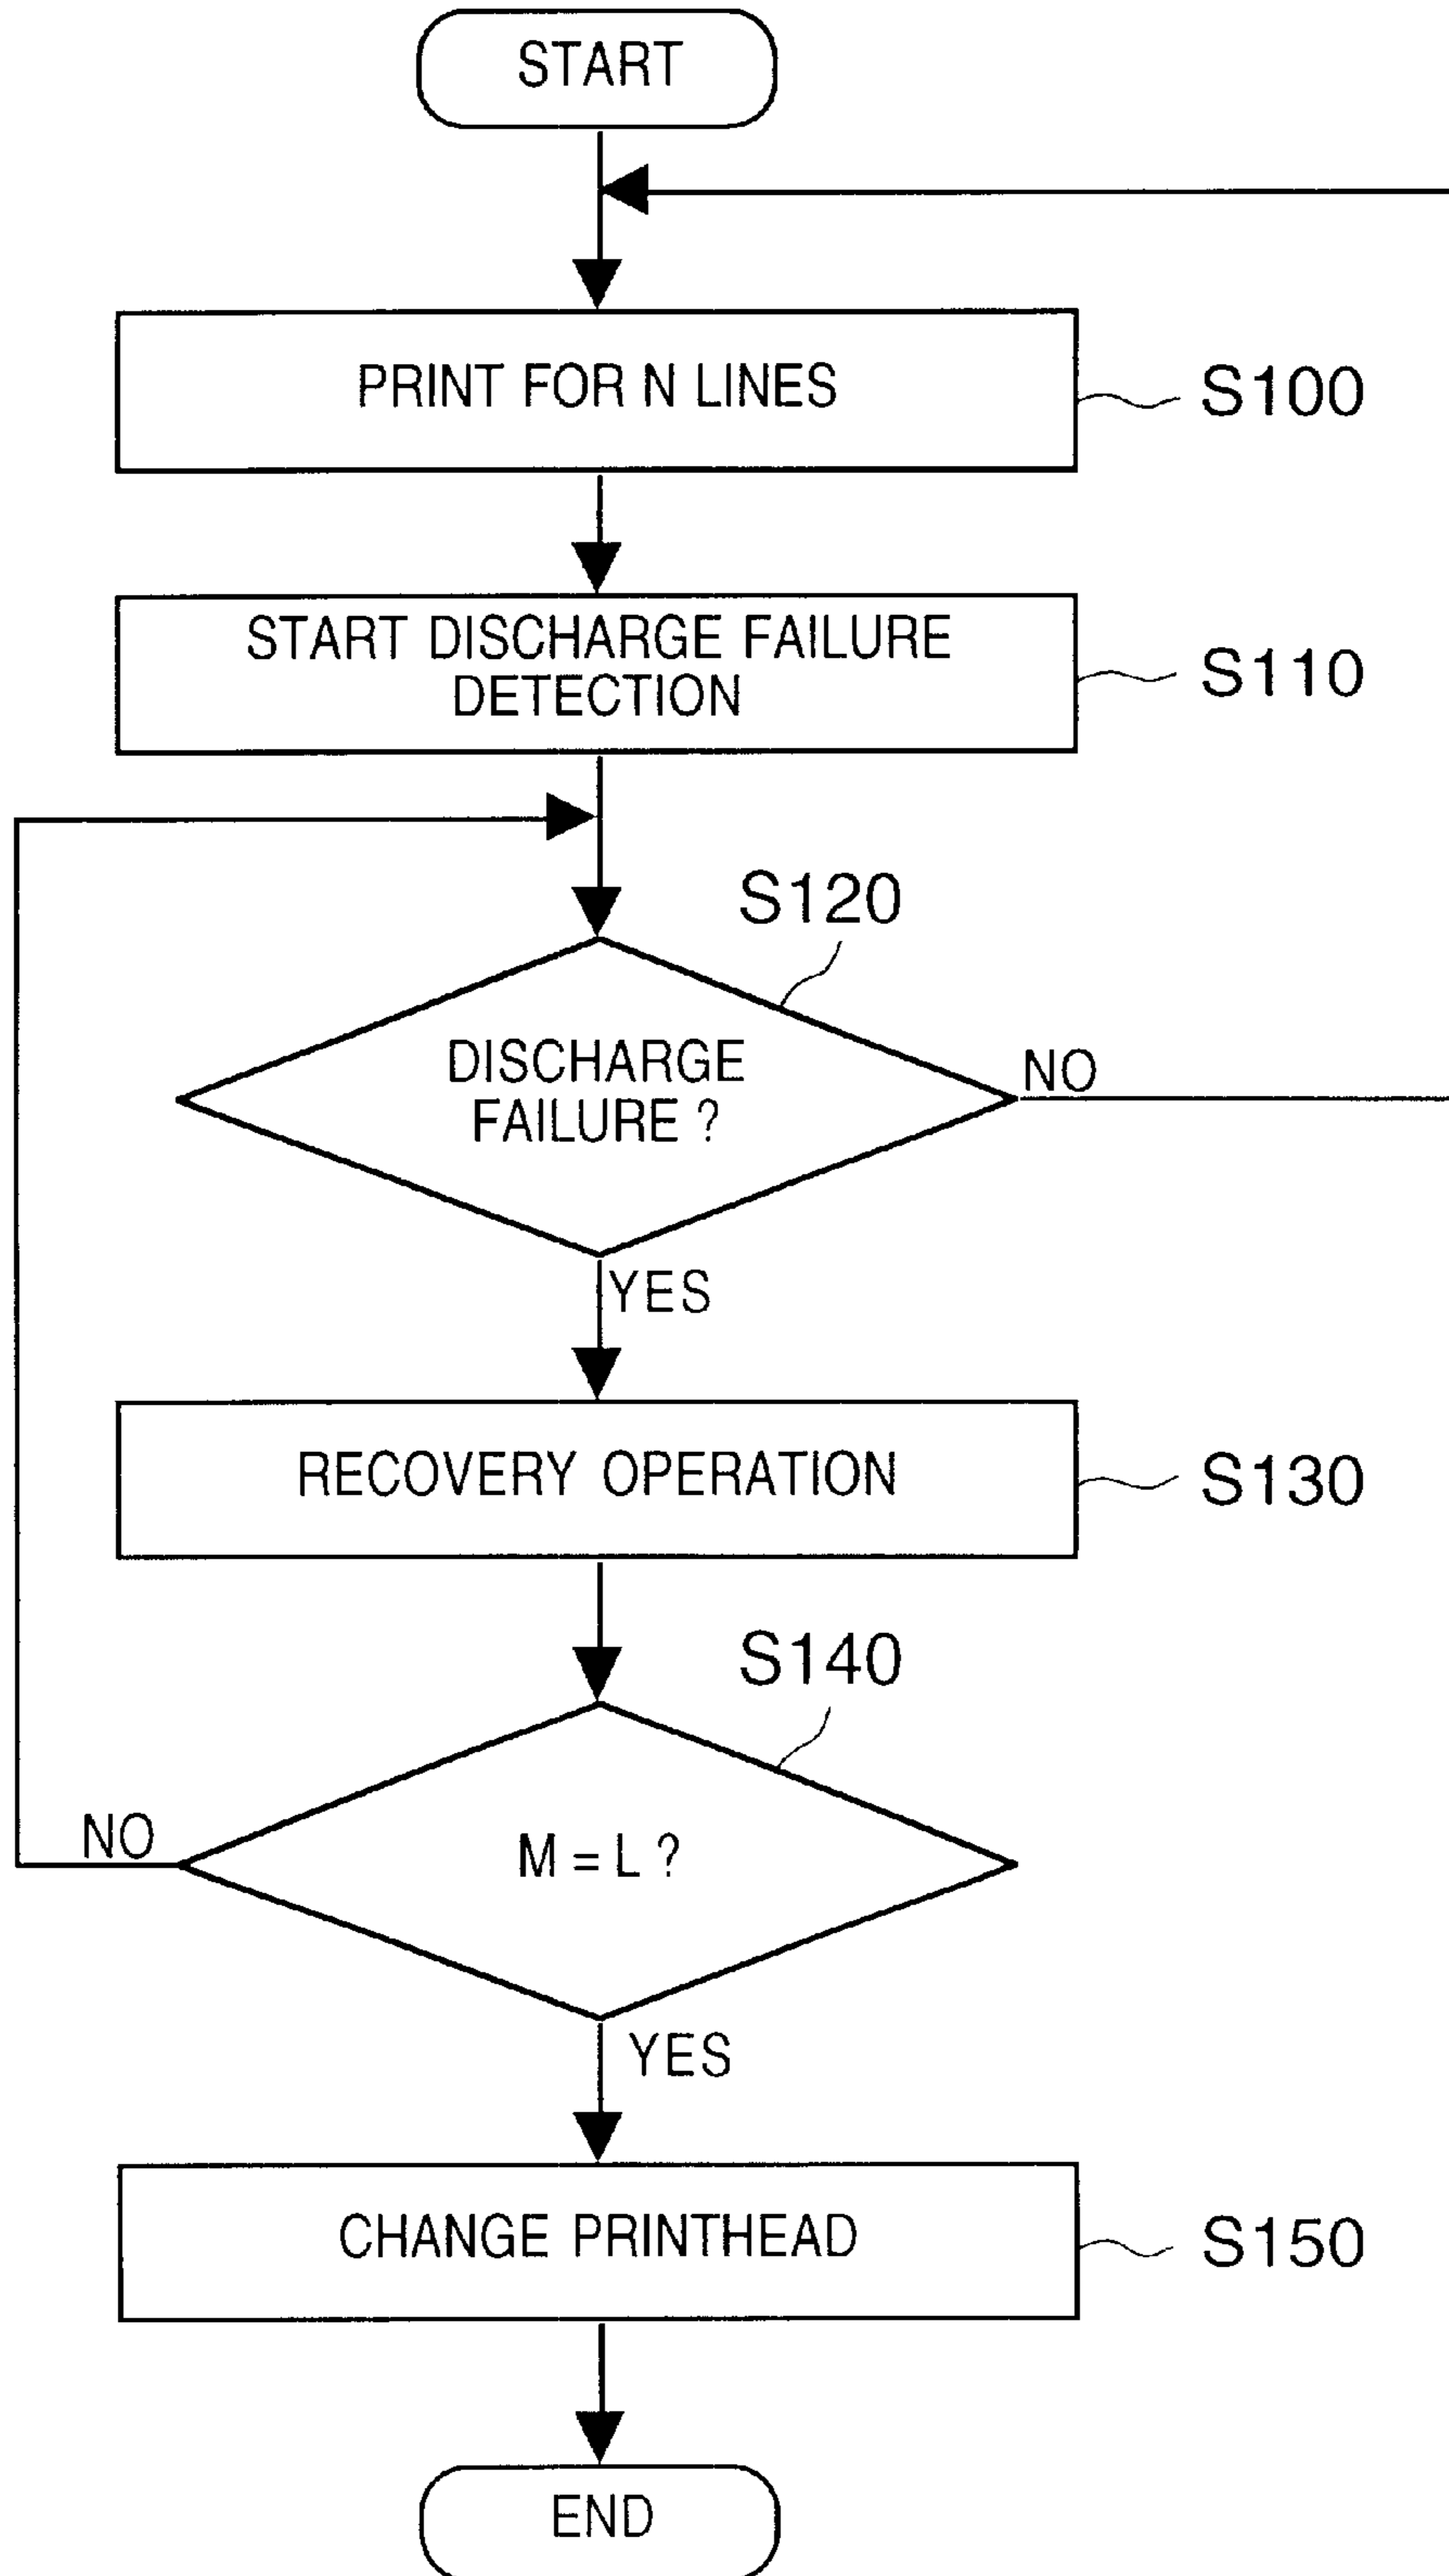 START
PRINT FOR N LINES
S100
START DISCHARGE FAILURE
DETECTION
S110
S120
DISCHARGE
FAILURE ?
NO
YES
RECOVERY OPERATION
S130
S140
M = L ?
NO
YES
CHANGE PRINTHEAD
S150
END